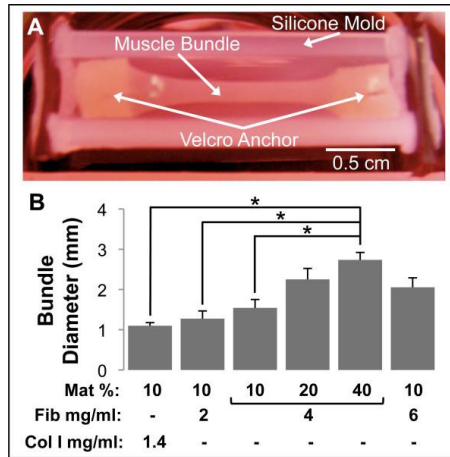 A
Silicone Mold
Muscle Bundle
Velcro Anchor
0.5 cm
B
Bundle
Diameter (mm)
4
3
2
1
0
*
*
*
Mat %: 10 10 10 20 40 10
Fib mg/ml: - 2 4 6
Col I mg/ml: 1.4 - - - - -